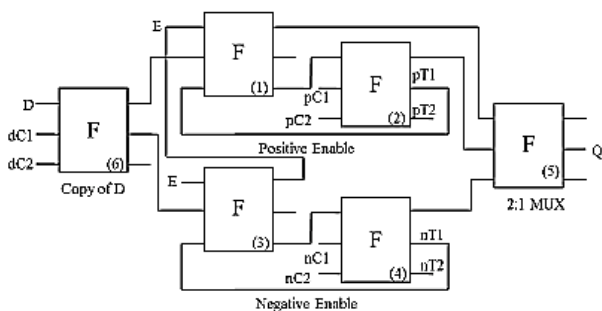 E
F
(1)
D
dC1
dC2
F
(6)
Copy of D
pC1
pC2
F
(2)
pT1
pT2
Positive Enable
E
F
(3)
nC1
nC2
F
(4)
nT1
nT2
Negative Enable
F
(5)
Q
2:1 MUX